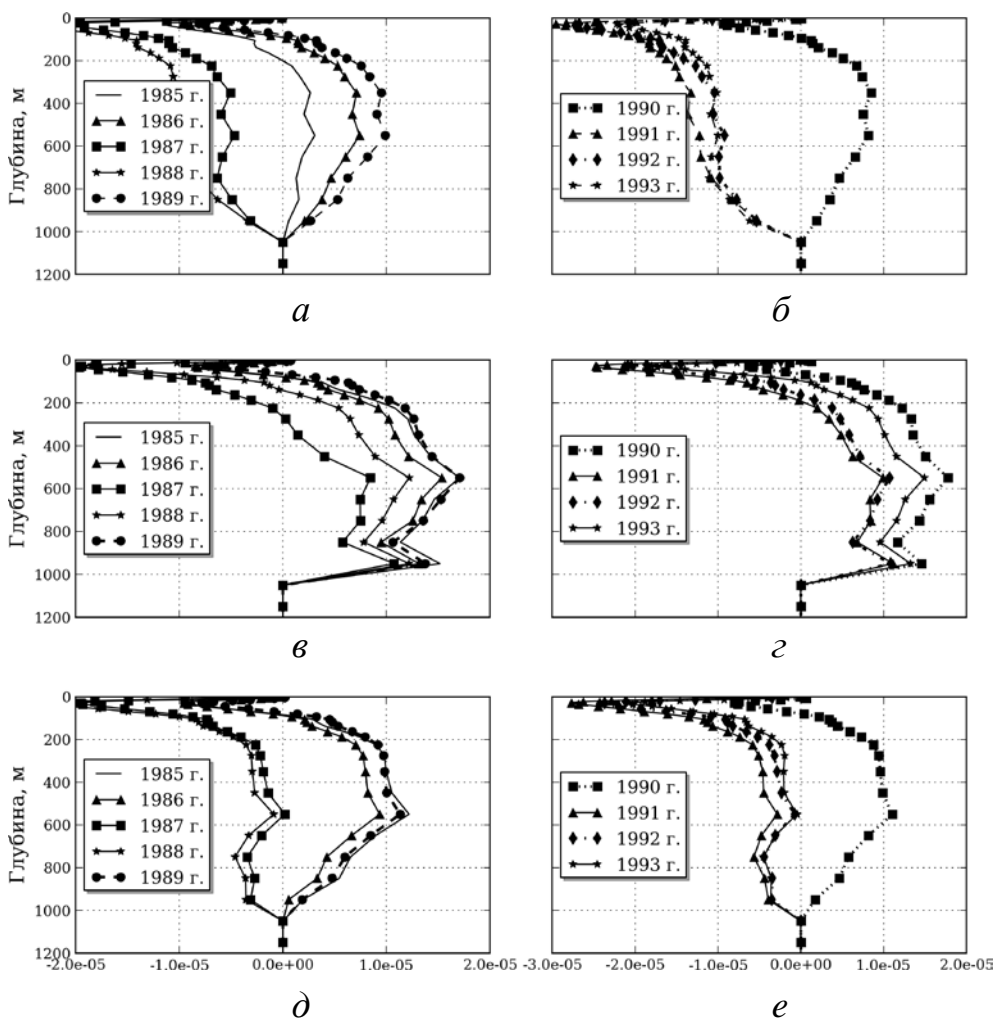 0
200
400
600
800
1000
1200
Глубина, м
1985 г.
1986 г.
1987 г.
1988 г.
1989 г.
1990 г.
1991 г.
1992 г.
1993 г.
а
б
0
200
400
600
800
1000
1200
Глубина, м
1985 г.
1986 г.
1987 г.
1988 г.
1989 г.
1990 г.
1991 г.
1992 г.
1993 г.
в
г
0
200
400
600
800
1000
1200
Глубина, м
1985 г.
1986 г.
1987 г.
1988 г.
1989 г.
1990 г.
1991 г.
1992 г.
1993 г.
-2.0e-05 -1.0e-05 0.0e+00 1.0e-05 2.0e-05
-3.0e-05 -2.0e-05 -1.0e-05 0.0e+00 1.0e-05 2.0e-05
д
е